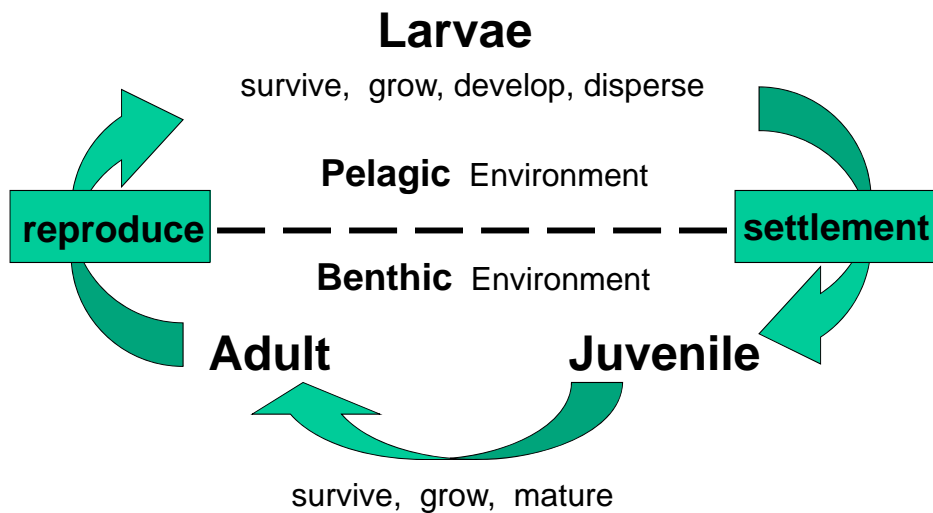 Larvae
survive, grow, develop, disperse
Pelagic Environment
reproduce
settlement
Benthic Environment
Adult
Juvenile
survive, grow, mature